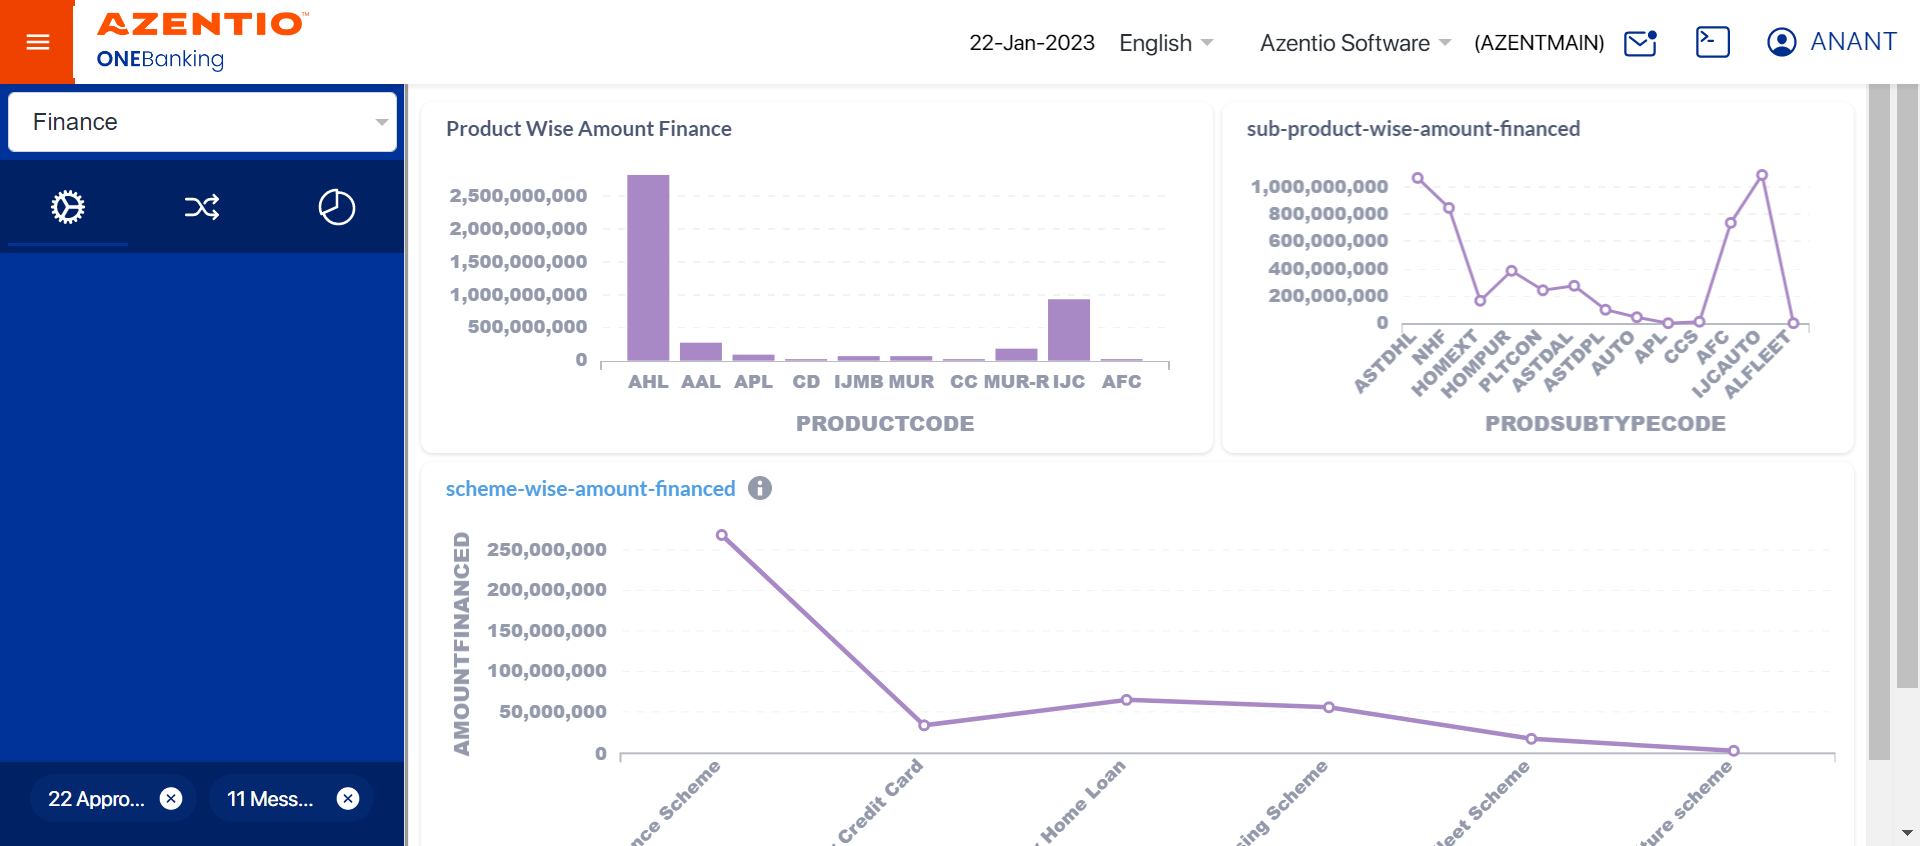 AZENTIO™
ONEBanking
22-Jan-2023 English Azentio Software (AZENTMAIN) ANANT
Finance
22 Appro... 11 Mess...
Product Wise Amount Finance
2,500,000,000
2,000,000,000
1,500,000,000
1,000,000,000
500,000,000
0
AHL AAL APL CD IJMB MUR CC MUR-R IJC AFC
PRODUCTCODE
sub-product-wise-amount-financed
1,000,000,000
800,000,000
600,000,000
400,000,000
200,000,000
0
ASTDHL
NHF
HOMEXT
HOMPUR
PLTCON
ASTDAL
ASTDPL
AUTO
APL
CCS
AFC
IJCAUTO
ALFLEET
PRODSUBTYPECODE
scheme-wise-amount-financed
AMOUNTFINANCED
250,000,000
200,000,000
150,000,000
100,000,000
50,000,000
0
nce Scheme
Credit Card
Home Loan
sing Scheme
leet Scheme
ture scheme